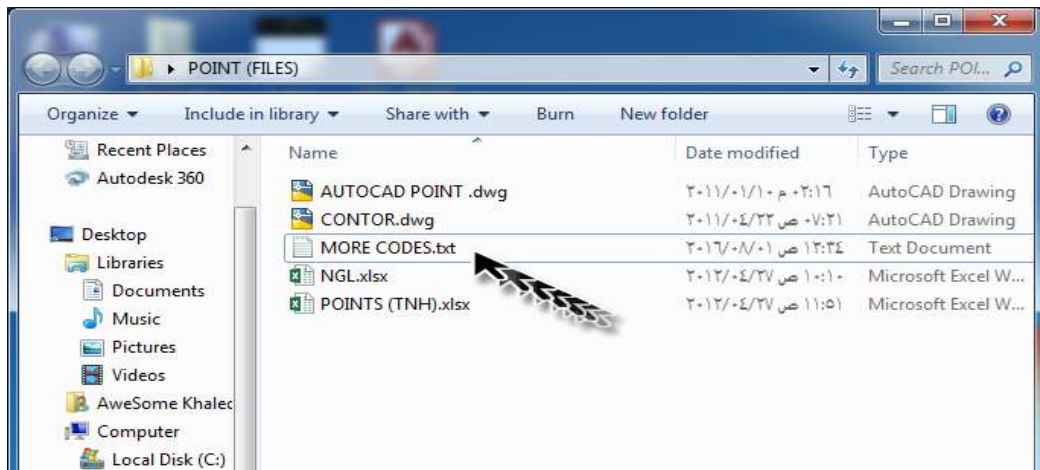 POINT (FILES)
Search POI...
Organize Include in library Share with Burn New folder
Recent Places
Autodesk 360
Desktop
Libraries
Documents
Music
Pictures
Videos
AweSome Khaled
Computer
Local Disk (C:)
Name Date modified Type
AUTOCAD POINT .dwg ٢٠١١/٠١/١٠ م ٠٣:١٦ AutoCAD Drawing
CONTOR.dwg ٢٠١١/٠٤/٢٣ ص ٠٧:٢١ AutoCAD Drawing
MORE CODES.txt ٢٠١٦/٠٨/٠١ ص ١٢:٣٤ Text Document
NGL.xlsx ٢٠١٢/٠٤/٢٧ ص ١٠:١٠ Microsoft Excel W...
POINTS (TNH).xlsx ٢٠١٢/٠٤/٢٧ ص ١١:٥١ Microsoft Excel W...